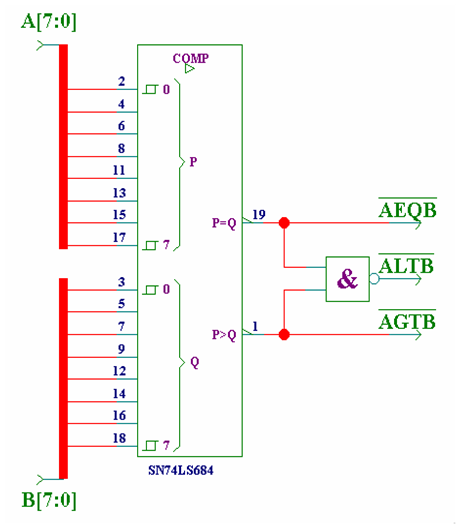 A[7:0]
COMP
2
0
4
6
8
11
P
13
15
17
7
P=Q
19
AEQB
ALTB
&
AGTB
3
0
5
7
P>Q
1
9
Q
12
14
16
18
7
SN74LS684
B[7:0]